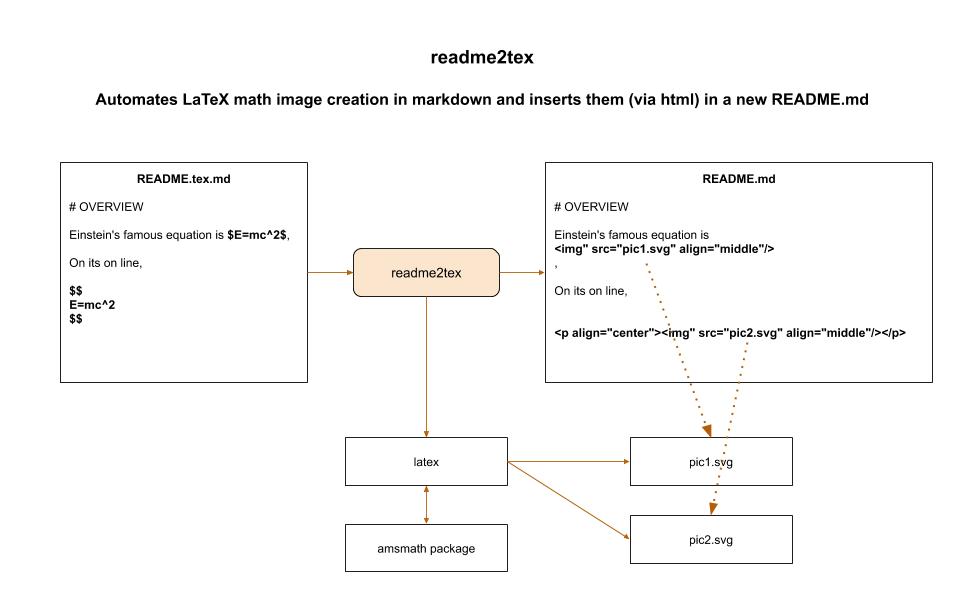 readme2tex
Automates LaTeX math image creation in markdown and inserts them (via html) in a new README.md
README.tex.md
# OVERVIEW
Einstein's famous equation is $E=mc^2$,
On its on line,
$$
E=mc^2
$$
readme2tex
README.md
# OVERVIEW
Einstein's famous equation is
<img" src="pic1.svg" align="middle"/>
,
On its on line,
<p align="center"><img" src="pic2.svg" align="middle"/></p>
latex
pic1.svg
amsmath package
pic2.svg